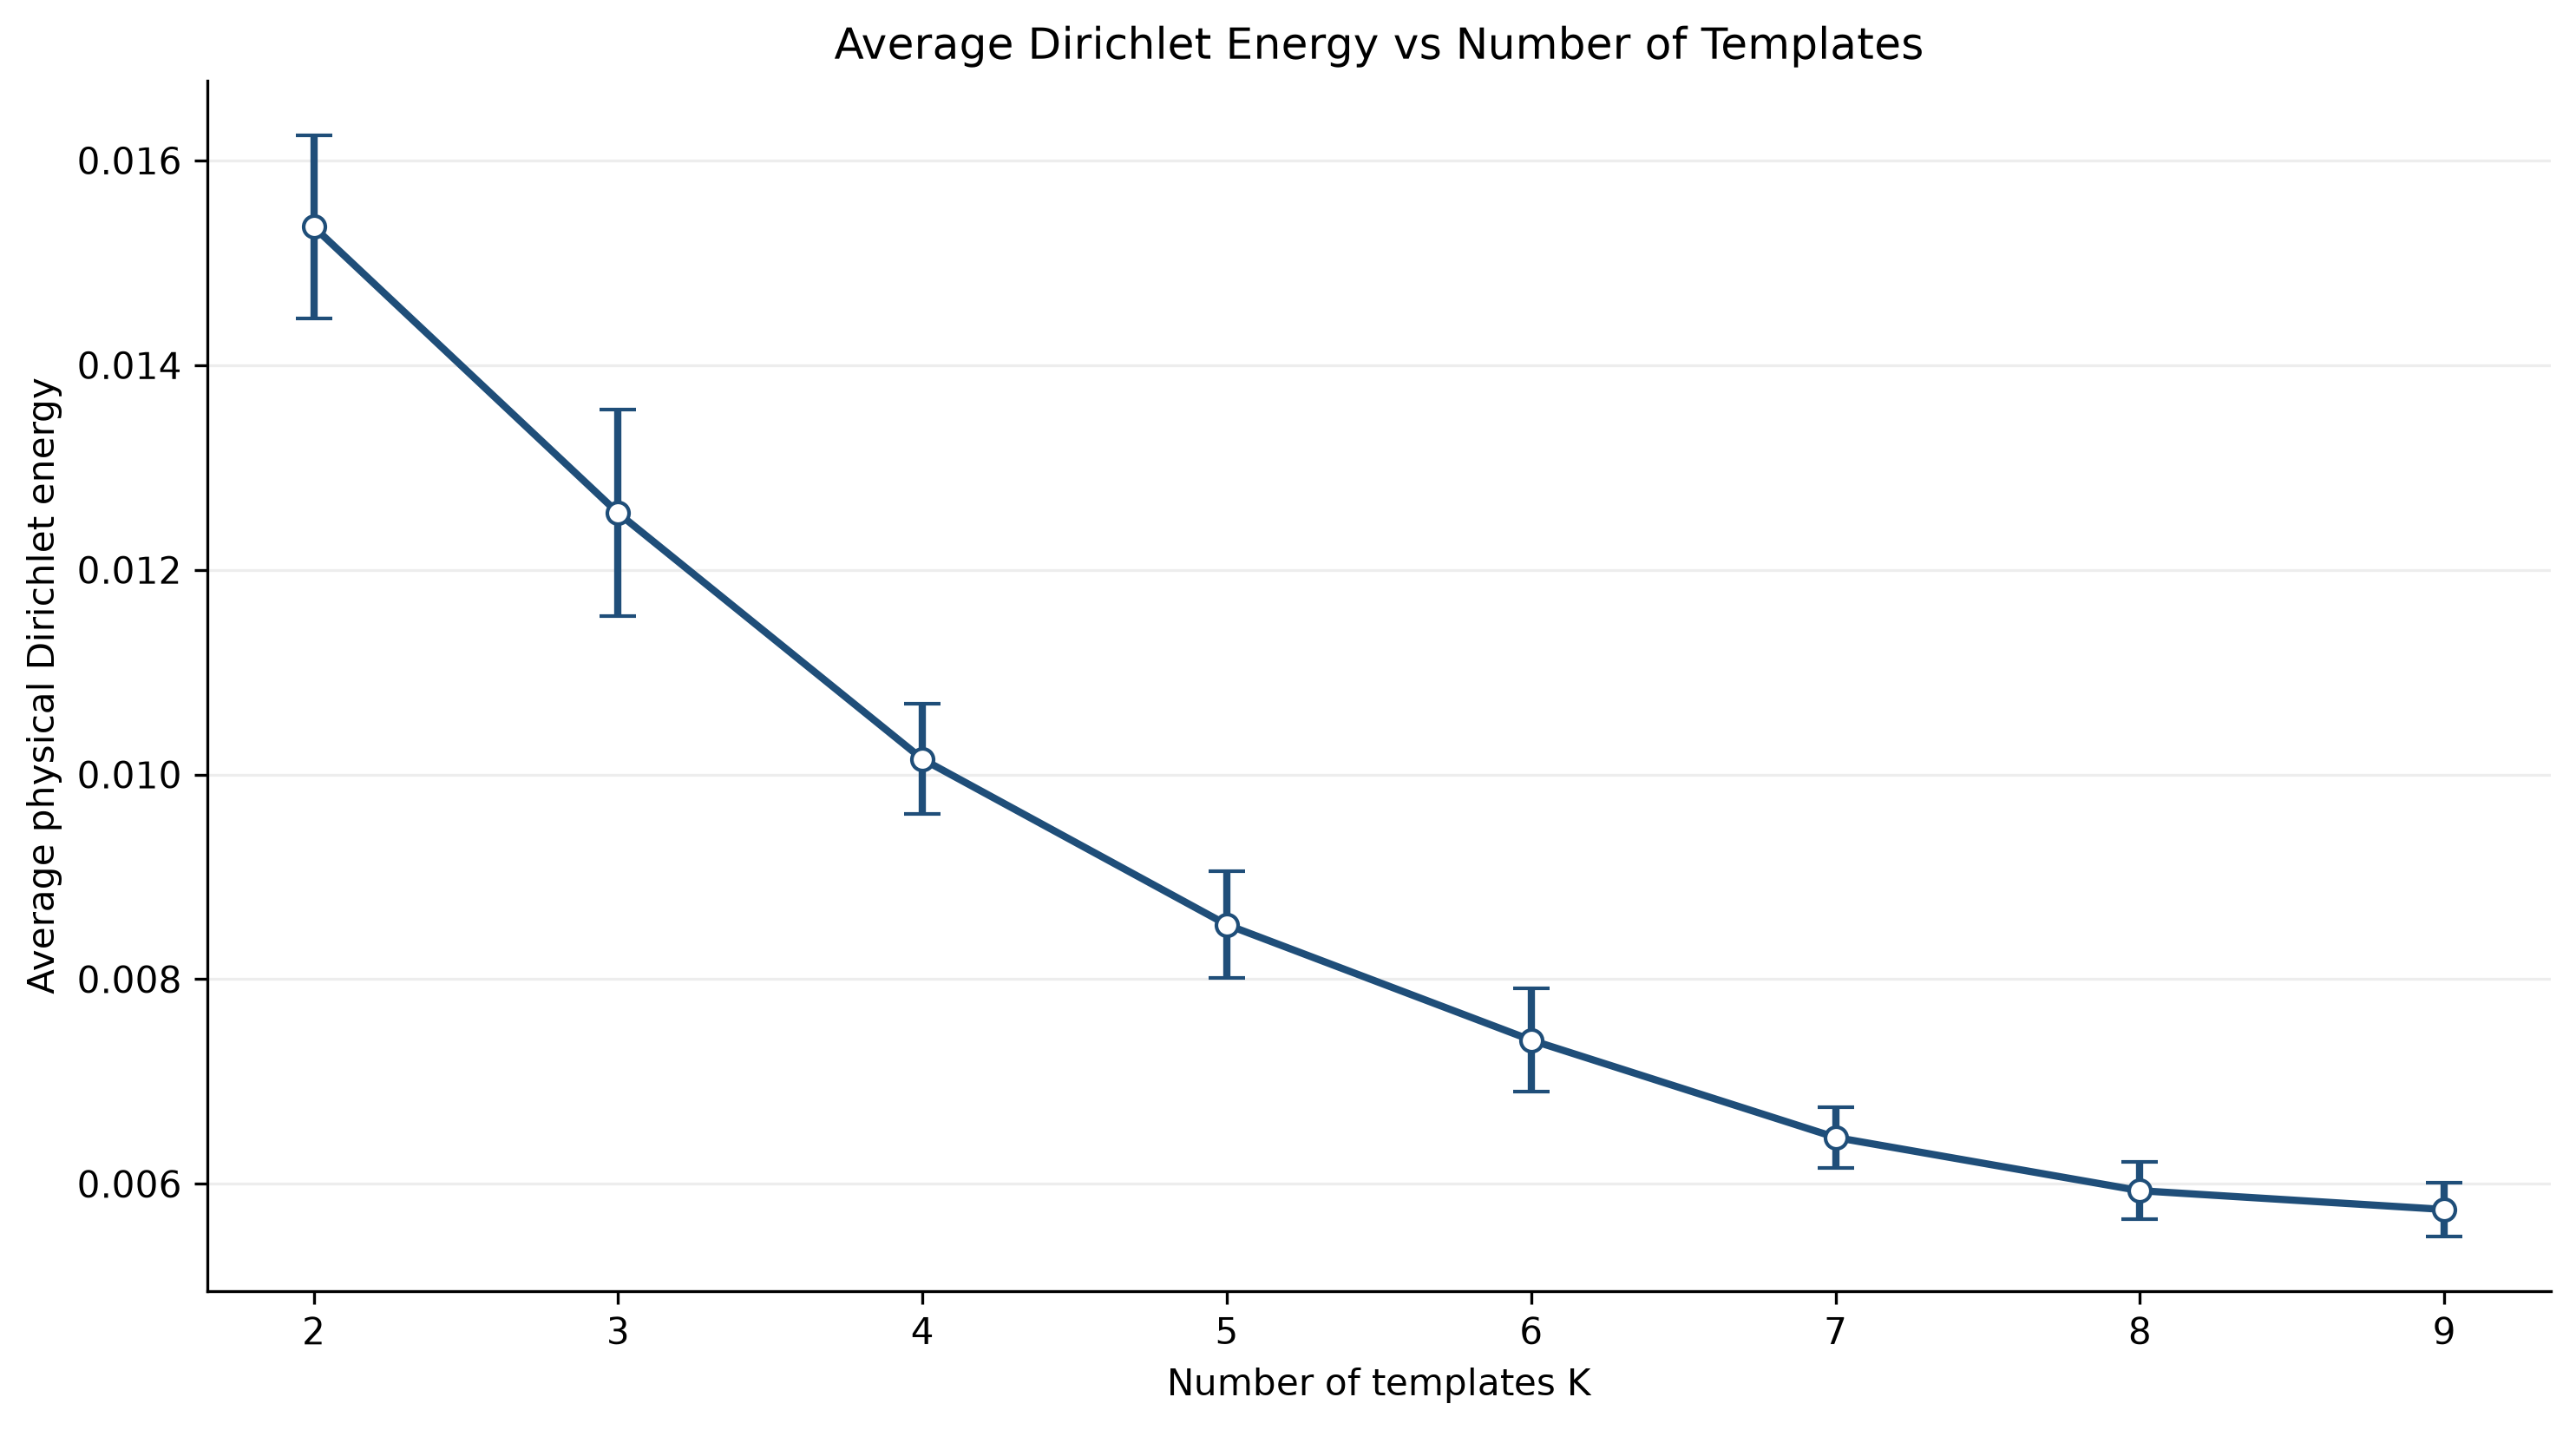 Average Dirichlet Energy vs Number of Templates
Average physical Dirichlet energy
0.016
0.014
0.012
0.010
0.008
0.006
2 3 4 5 6 7 8 9
Number of templates K